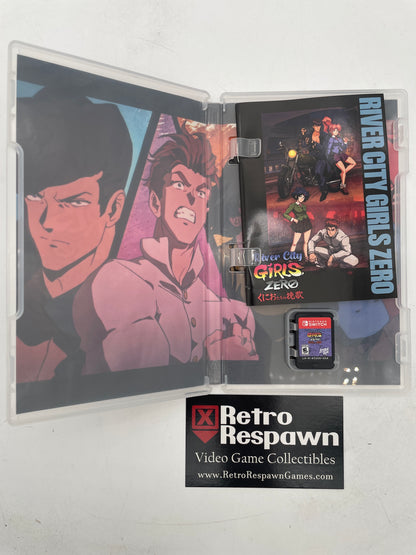 RIVER CITY GIRLS ZERO
River City
GIRLS
ZERO
くにおたちの挽歌
NINTENDO
SWITCH
Retro
Respawn
Video Game Collectibles
www.RetroRespawnGames.com